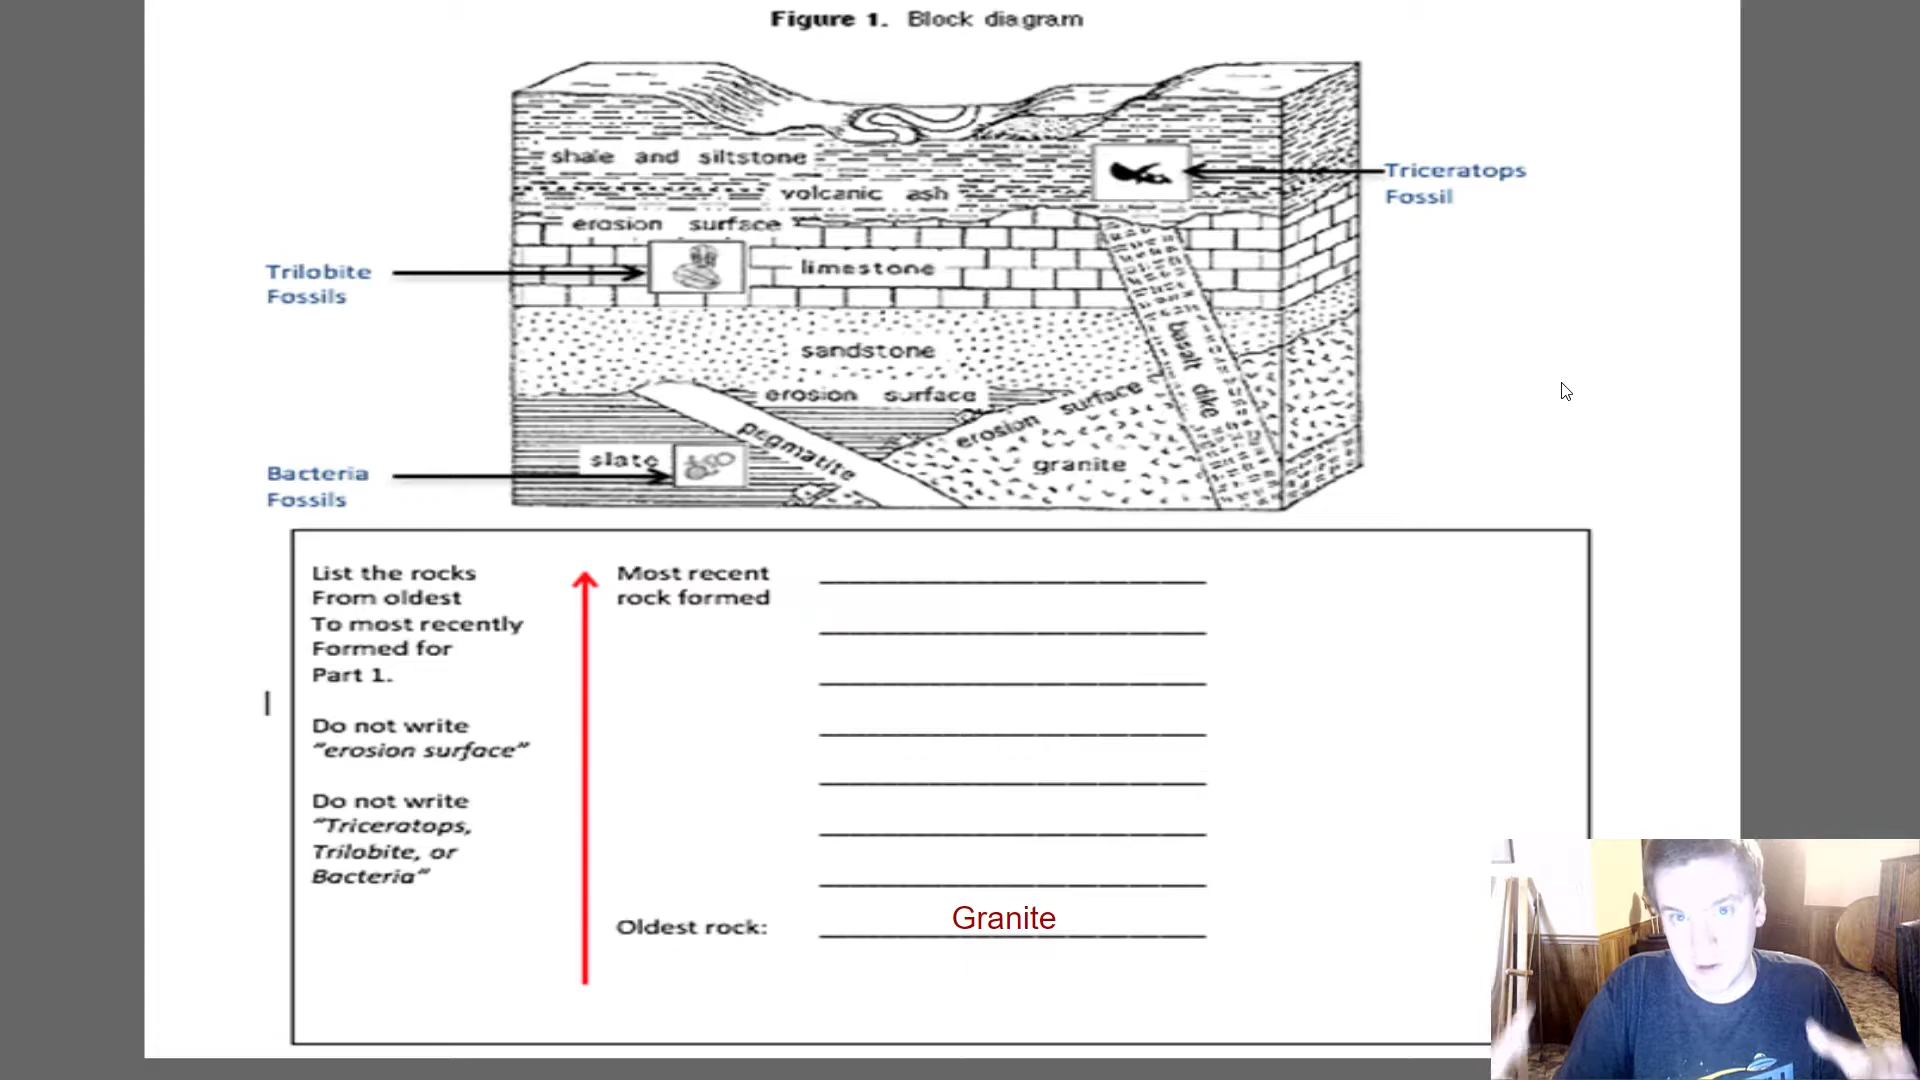 Figure 1. Block diagram
shale and siltstone
volcanic ash
Triceratops
Fossil
erosion surface
Trilobite
Fossils
limestone
sandstone
basalt dike
erosion surface
erosion surface
pegmatite
slate
granite
Bacteria
Fossils
List the rocks
From oldest
To most recently
Formed for
Part 1.
Do not write
"erosion surface"
Do not write
"Triceratops,
Trilobite, or
Bacteria"
Most recent
rock formed
Oldest rock:
Granite